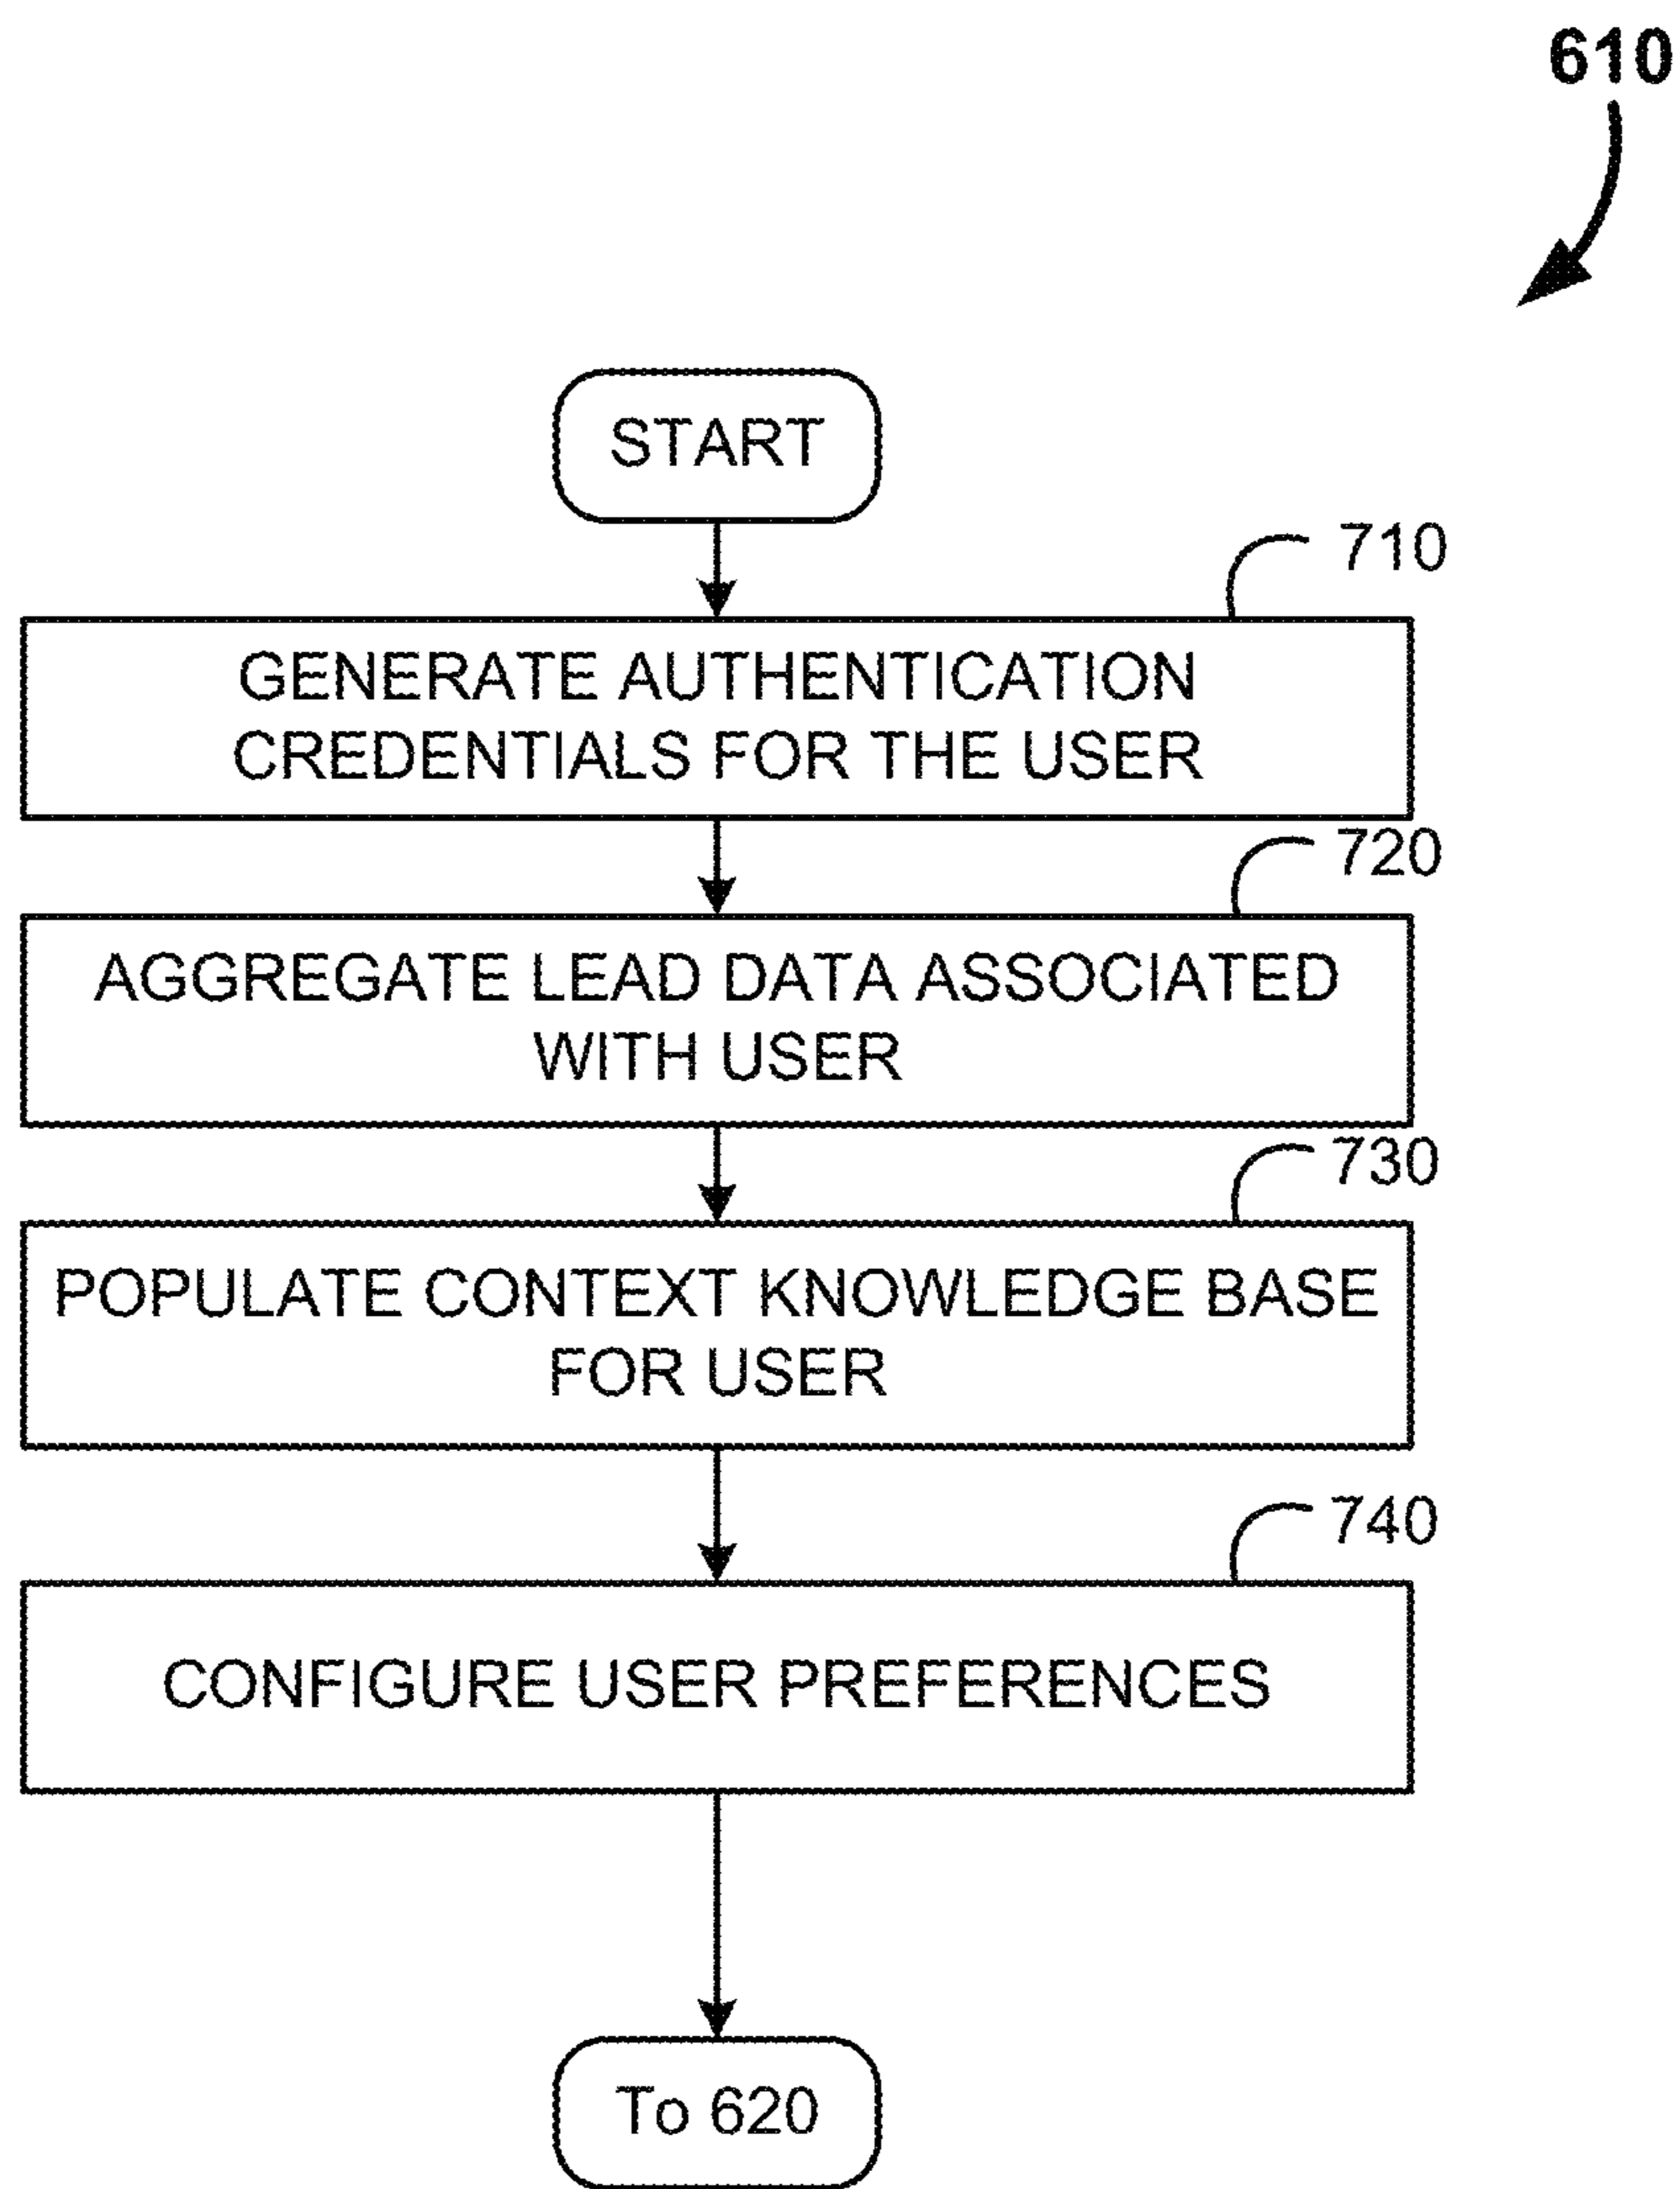 610
START
710
GENERATE AUTHENTICATION
CREDENTIALS FOR THE USER
720
AGGREGATE LEAD DATA ASSOCIATED
WITH USER
730
POPULATE CONTEXT KNOWLEDGE BASE
FOR USER
740
CONFIGURE USER PREFERENCES
To 620